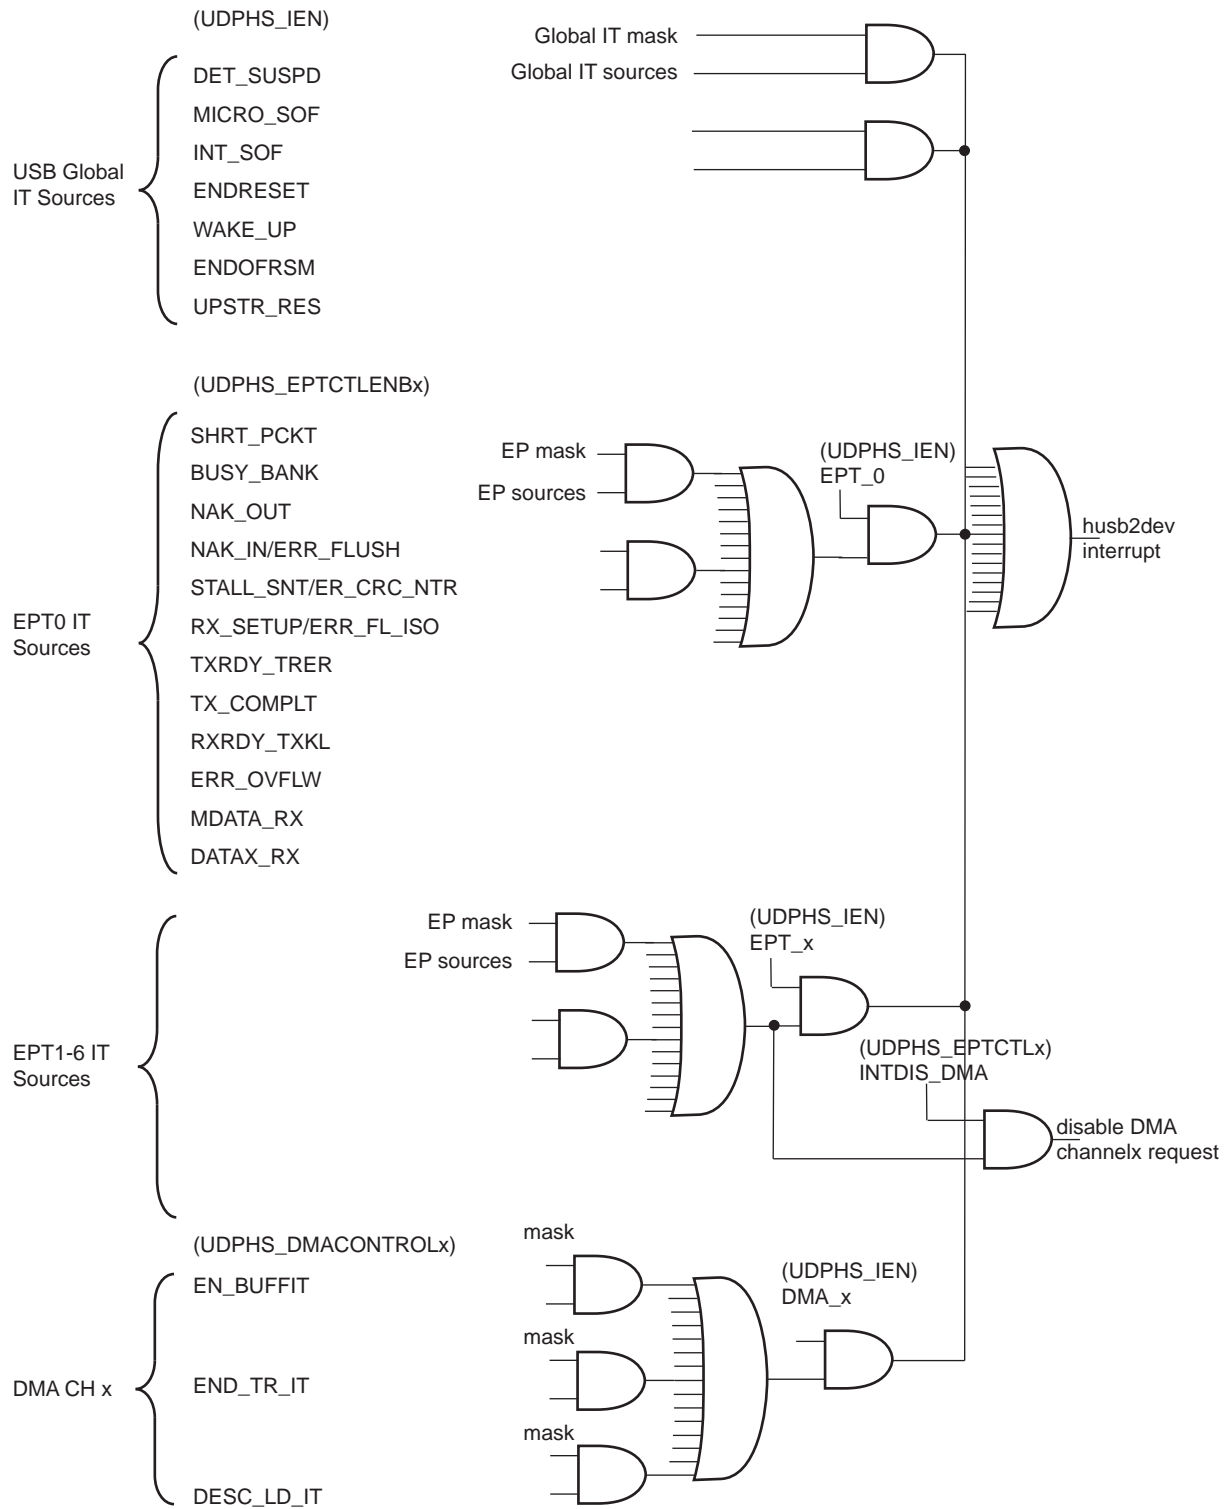 (UDPHS_IEN)
Global IT mask
Global IT sources
DET_SUSPD
MICRO_SOF
INT_SOF
ENDRESET
WAKE_UP
ENDOFRSM
UPSTR_RES
USB Global
IT Sources
(UDPHS_EPTCTLENBx)
SHRT_PCKT
BUSY_BANK
NAK_OUT
NAK_IN/ERR_FLUSH
STALL_SNT/ER_CRC_NTR
RX_SETUP/ERR_FL_ISO
TXRDY_TRER
TX_COMPLT
RXRDY_TXKL
ERR_OVFLW
MDATA_RX
DATAX_RX
EPT0 IT
Sources
EP mask
EP sources
(UDPHS_IEN)
EPT_0
husb2dev
interrupt
EP mask
EP sources
(UDPHS_IEN)
EPT_x
EPT1-6 IT
Sources
(UDPHS_EPTCTLx)
INTDIS_DMA
disable DMA
channelx request
(UDPHS_DMACONTROLx)
mask
EN_BUFFIT
(UDPHS_IEN)
DMA_x
mask
DMA CH x
END_TR_IT
mask
DESC_LD_IT